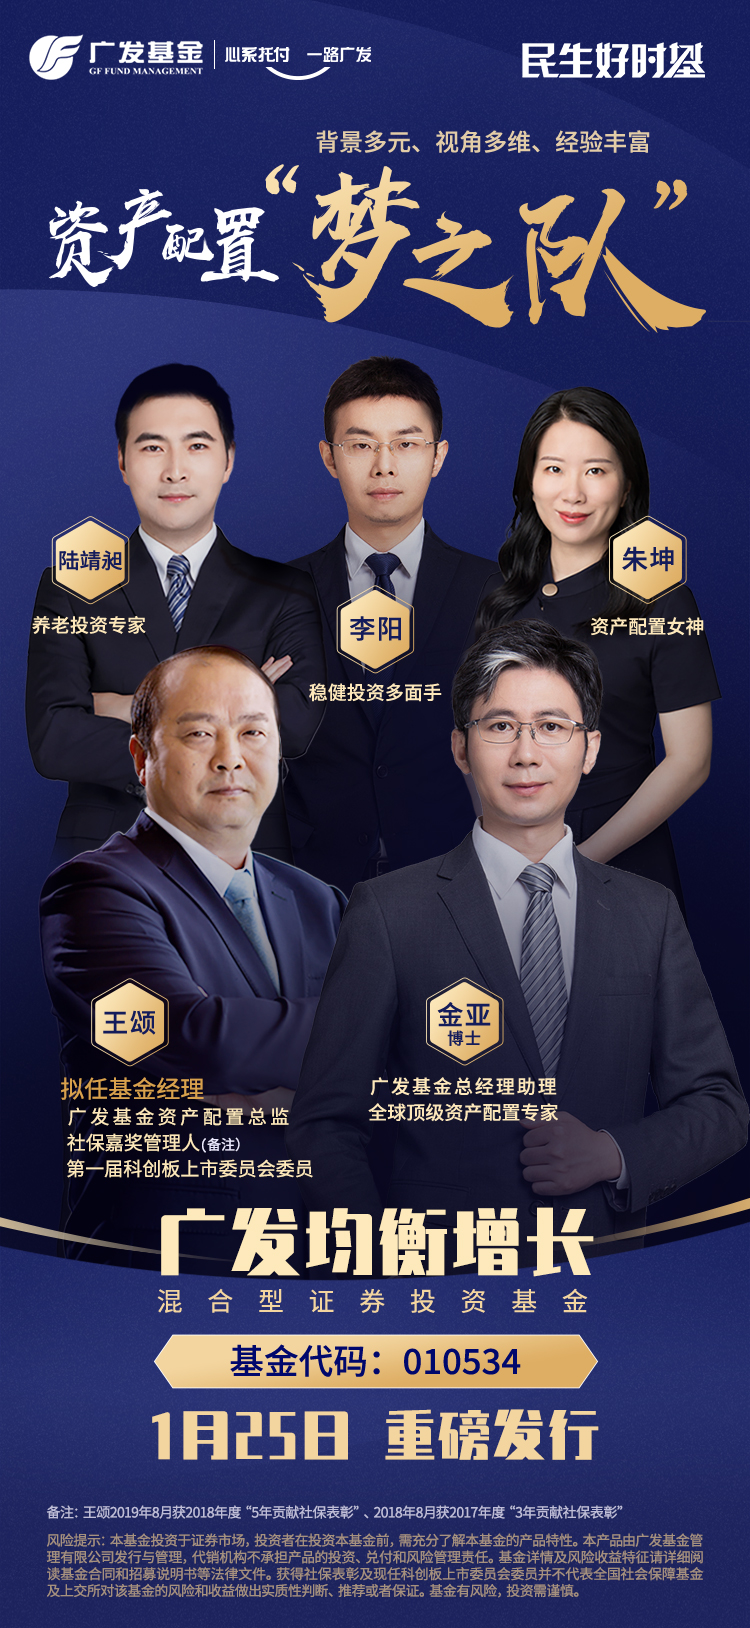 广发基金 心系托付 一路广发
GF FUND MANAGEMENT
民生好时基
背景多元、视角多维、经验丰富
资产配置“梦之队”
陆靖昶
养老投资专家
李阳
稳健投资多面手
朱坤
资产配置女神
王颂
拟任基金经理
广发基金资产配置总监
社保嘉奖管理人(备注)
第一届科创板上市委员会委员
金亚
博士
广发基金总经理助理
全球顶级资产配置专家
广发均衡增长
混合型证券投资基金
基金代码：010534
1月25日 重磅发行
备注：王颂2019年8月获2018年度“5年贡献社保表彰”、2018年8月获2017年度“3年贡献社保表彰”
风险提示：本基金投资于证券市场，投资者在投资本基金前，需充分了解本基金的产品特性。本产品由广发基金管
理有限公司发行与管理，代销机构不承担产品的投资、兑付和风险管理责任。基金详情及风险收益特征请详细阅
读基金合同和招募说明书等法律文件。获得社保表彰及现任科创板上市委员会委员并不代表全国社会保障基金
及上交所对该基金的风险和收益做出实质性判断、推荐或者保证。基金有风险，投资需谨慎。